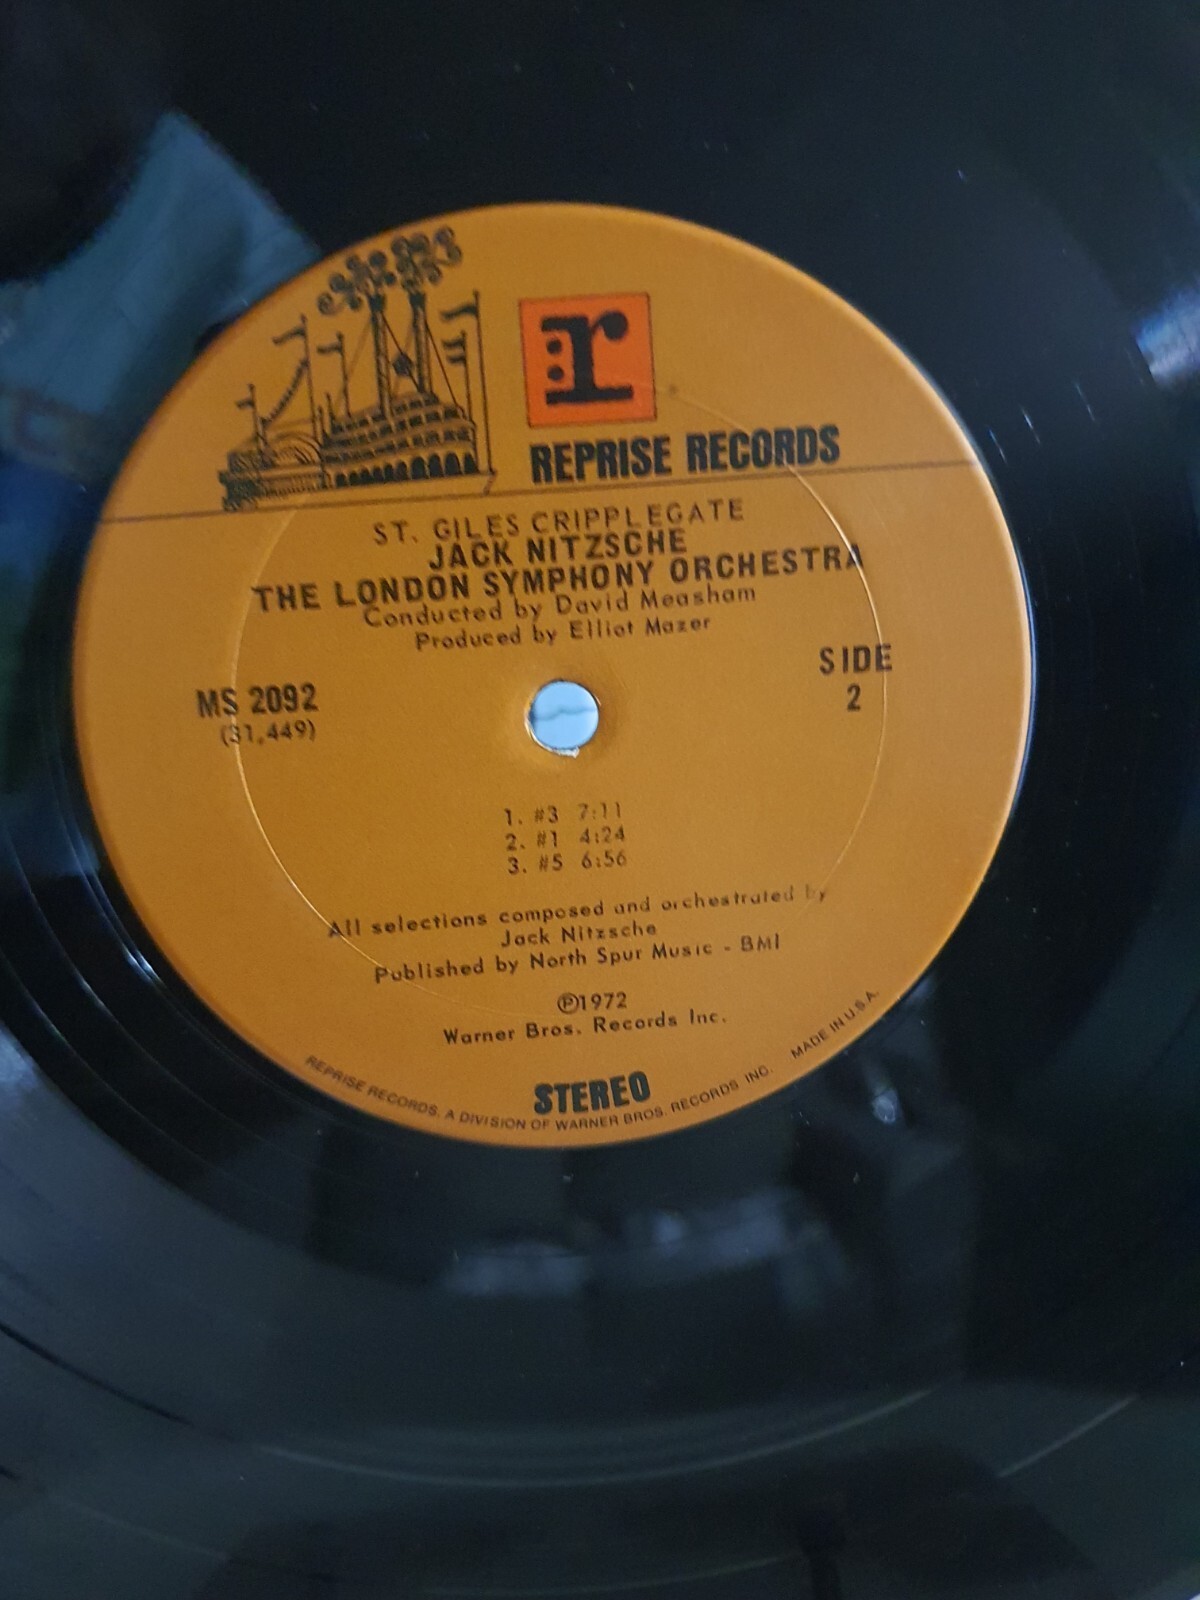 :r
REPRISE RECORDS
ST. GILES CRIPPLEGATE
JACK NITZSCHE
THE LONDON SYMPHONY ORCHESTRA
Conducted by David Measham
Produced by Elliot Mazer
MS 2092
(31,449)
SIDE
2
1. #3 7:11
2. #1 4:24
3. #5 6:56
All selections composed and orchestrated by
Jack Nitzsche
Published by North Spur Music - BMI
℗1972
Warner Bros. Records Inc.
STEREO
REPRISE RECORDS, A DIVISION OF WARNER BROS. RECORDS INC. MADE IN U.S.A.